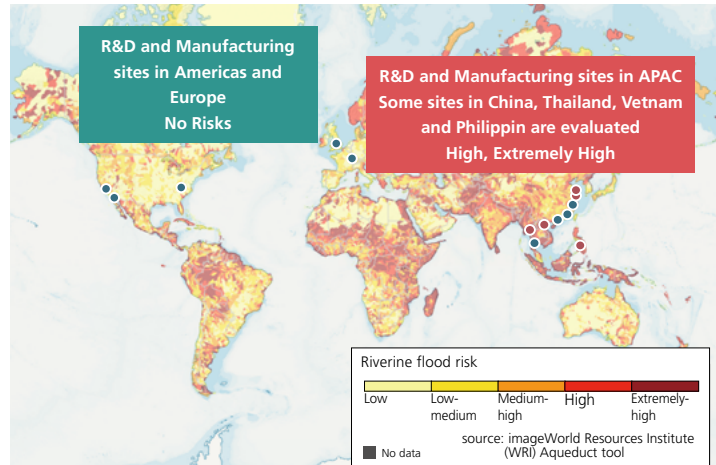 R&D and Manufacturing
sites in Americas and
Europe
No Risks
R&D and Manufacturing sites in APAC
Some sites in China, Thailand, Vetnam
and Philippin are evaluated
High, Extremely High
Riverine flood risk
Low
Low-
medium
Medium-
high
High
Extremely-
high
No data
source: imageWorld Resources Institute
(WRI) Aqueduct tool